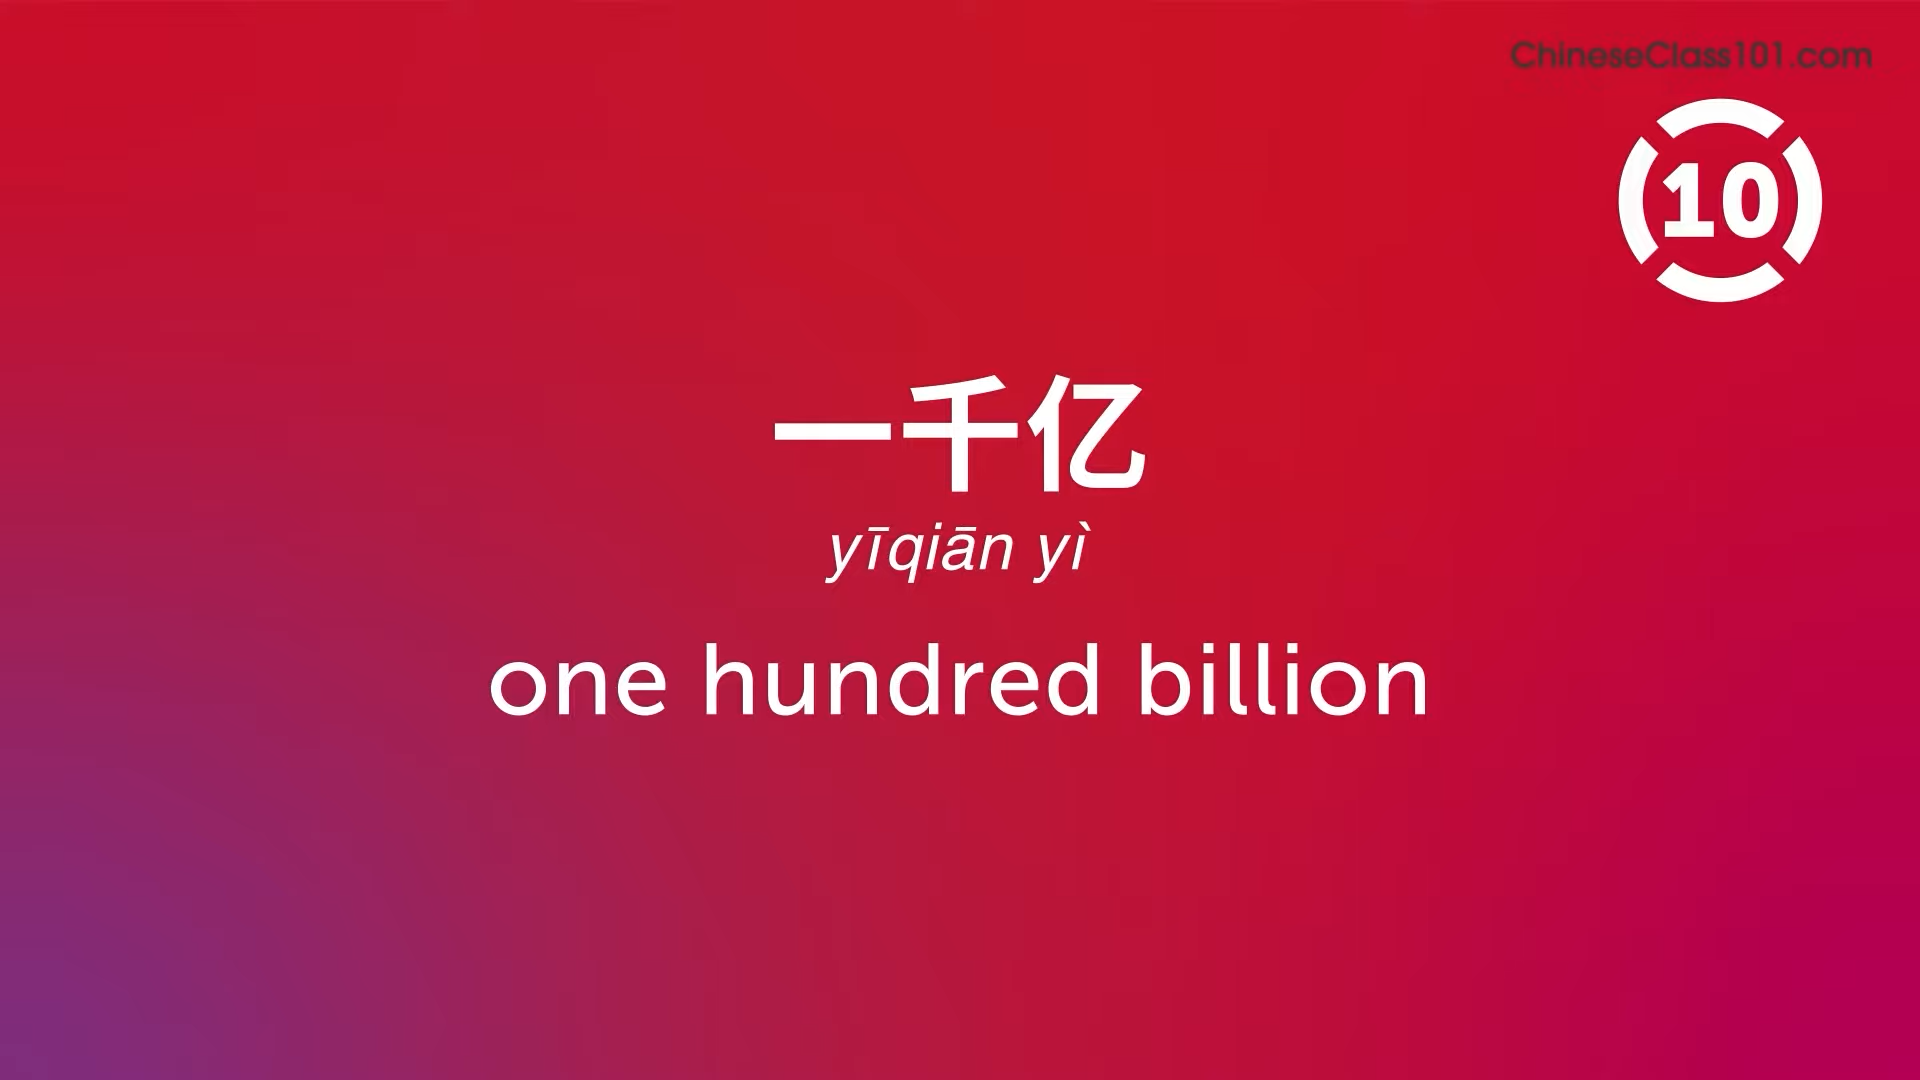 ChineseClass101.com
10
一千亿
yīqiān yì
one hundred billion